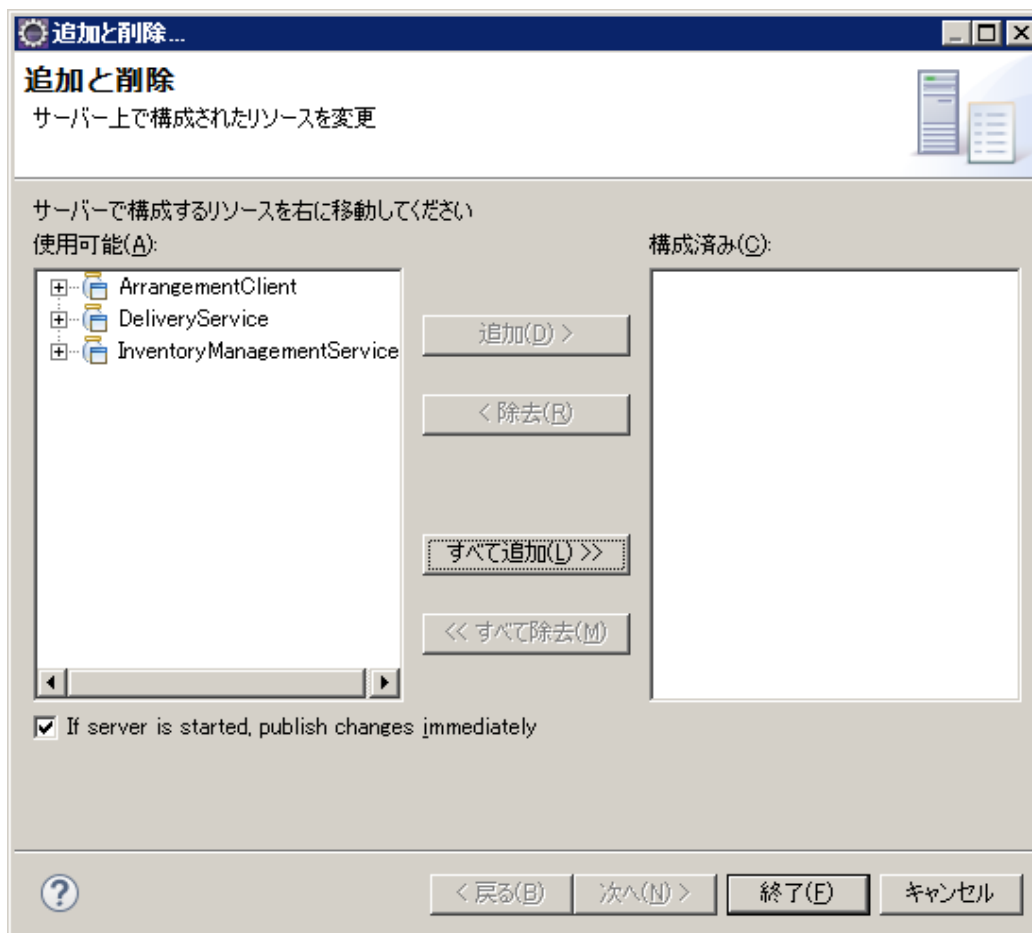 追加と削除...
追加と削除
サーバー上で構成されたリソースを変更
サーバーで構成するリソースを右に移動してください
使用可能(A):
構成済み(C):
ArrangementClient
DeliveryService
InventoryManagementService
追加(D) >
< 除去(R)
すべて追加(L) >>
<< すべて除去(M)
If server is started, publish changes immediately
?
< 戻る(B)
次へ(N) >
終了(F)
キャンセル